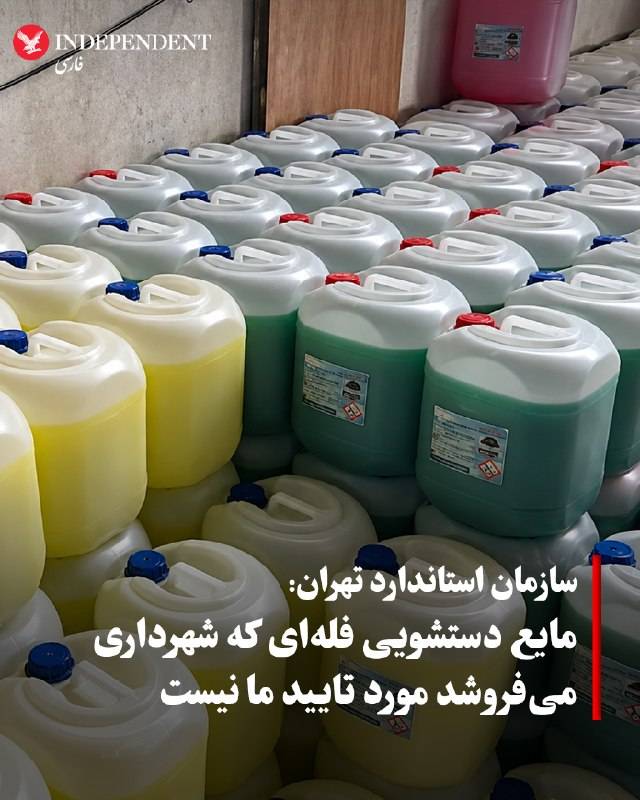 INDEPENDENT
فارسی
سازمان استاندارد تهران:
مایع دستشویی فله‌ای که شهرداری
می‌فروشد مورد تایید ما نیست